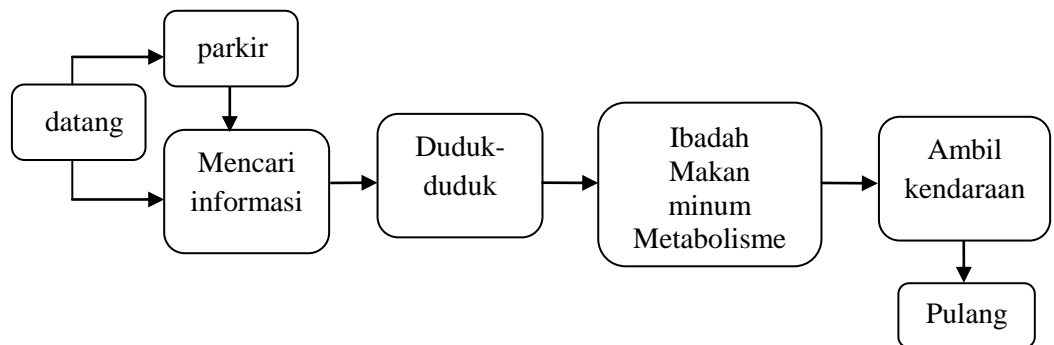 parkir
datang
Mencari
informasi
Duduk-
duduk
Ibadah
Makan
minum
Metabolisme
Ambil
kendaraan
Pulang